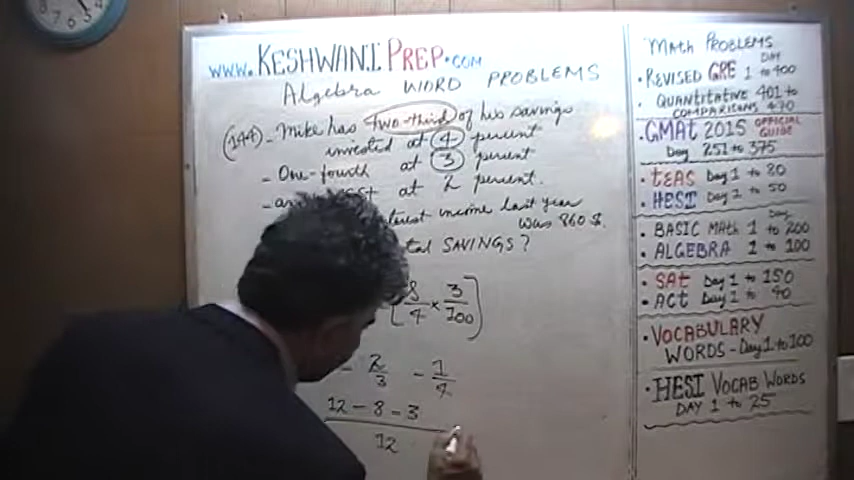 www.KESHWANI PREP.COM
Algebra WORD PROBLEMS
(144) - Mike has Two-third of his savings
invested at 4 percent
- One-fourth at 3 percent
- at 2 percent.
interest income last year
was 860 $.
SAVINGS?
× 3/100]
- 2/3 - 1/4
12 - 8 - 3
12
MATH PROBLEMS
• REVISED GRE DAY 1 to 400
• QUANTITATIVE 401 to
COMPARISONS 470
• GMAT 2015 OFFICIAL GUIDE
Day 251 to 375
• TEAS Day 1 to 80
• HESI Day 1 to 50
• BASIC MATH Day 1 to 200
• ALGEBRA 1 to 100
• SAT Day 1 to 150
• ACT Day 1 to 40
• VOCABULARY
WORDS - Day 1 to 100
• HESI VOCAB WORDS
DAY 1 to 25